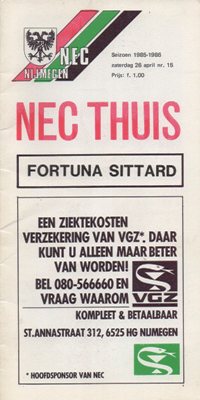 NEC
NIJMEGEN
Seizoen 1985-1986
zaterdag 26 april nr. 15
Prijs: f. 1,00
NEC THUIS
FORTUNA SITTARD
EEN ZIEKTEKOSTEN
VERZEKERING VAN VGZ*. DAAR
KUNT U ALLEEN MAAR BETER
VAN WORDEN!
BEL 080-566660 EN
VRAAG WAAROM
VGZ
KOMPLEET & BETAALBAAR
ST. ANNASTRAAT 312, 6525 HG NIJMEGEN
* HOOFDSPONSOR VAN NEC